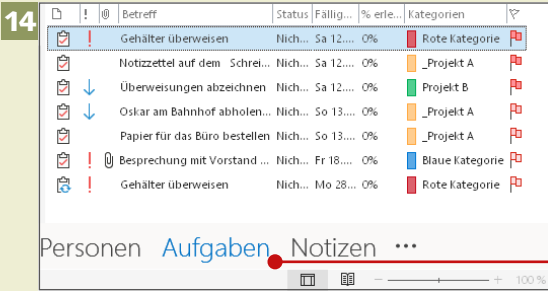 14
! Betreff Status Fällig... % erle... Kategorien
! Gehälter überweisen Nich... Sa 12.... 0% Rote Kategorie
Notizzettel auf dem Schrei... Nich... Sa 12.... 0% _Projekt A
Überweisungen abzeichnen Nich... Sa 12.... 0% Projekt B
Oskar am Bahnhof abholen... Nich... So 13.... 0% _Projekt A
Papier für das Büro bestellen Nich... So 13.... 0% _Projekt A
! Besprechung mit Vorstand ... Nich... Fr 18.... 0% Blaue Kategorie
! Gehälter überweisen Nich... Mo 28... 0% Rote Kategorie
Personen Aufgaben Notizen ...
- + 100 %